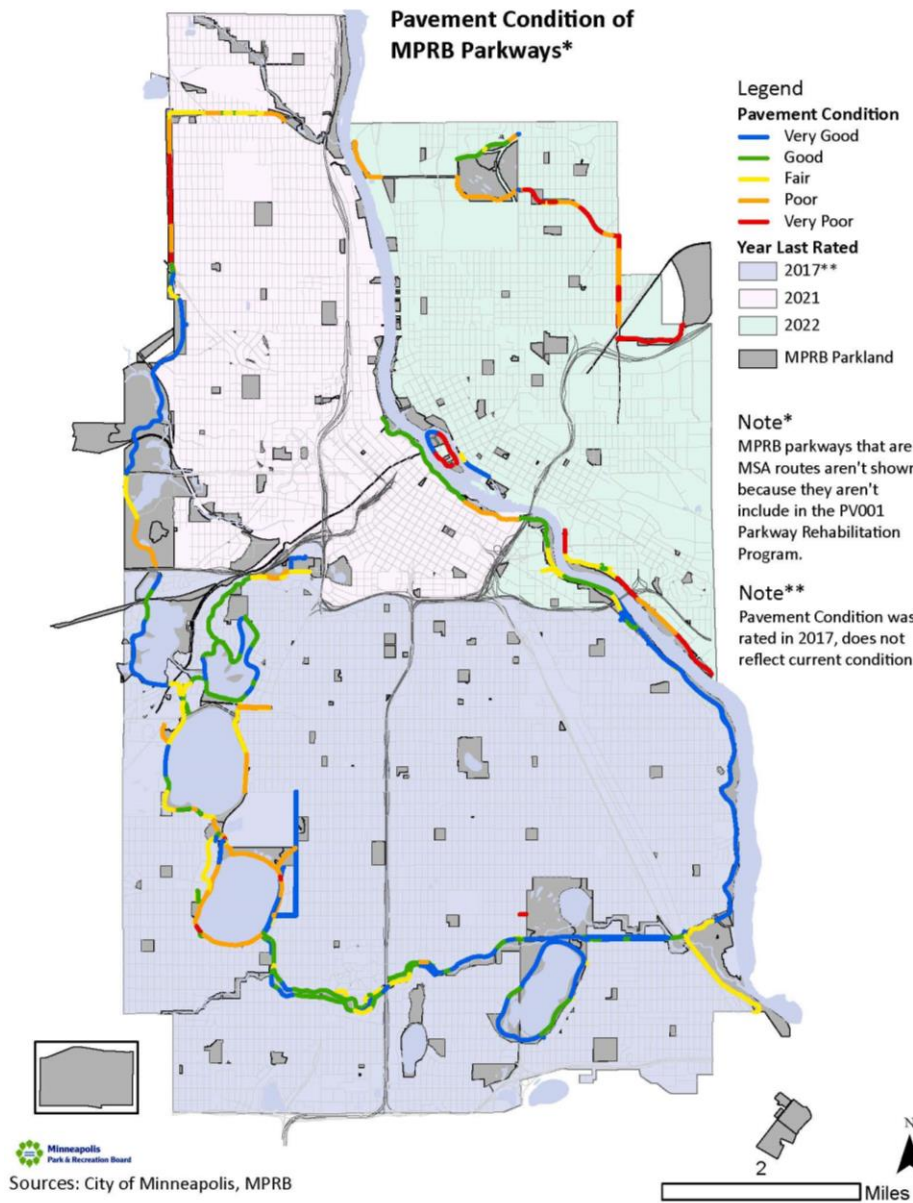 Pavement Condition of
MPRB Parkways*
Legend
Pavement Condition
Very Good
Good
Fair
Poor
Very Poor
Year Last Rated
2017**
2021
2022
MPRB Parkland
Note*
MPRB parkways that are
MSA routes aren't shown
because they aren't
include in the PV001
Parkway Rehabilitation
Program.
Note**
Pavement Condition was
rated in 2017, does not
reflect current condition
N
2
Miles
Minneapolis
Park & Recreation Board
Sources: City of Minneapolis, MPRB